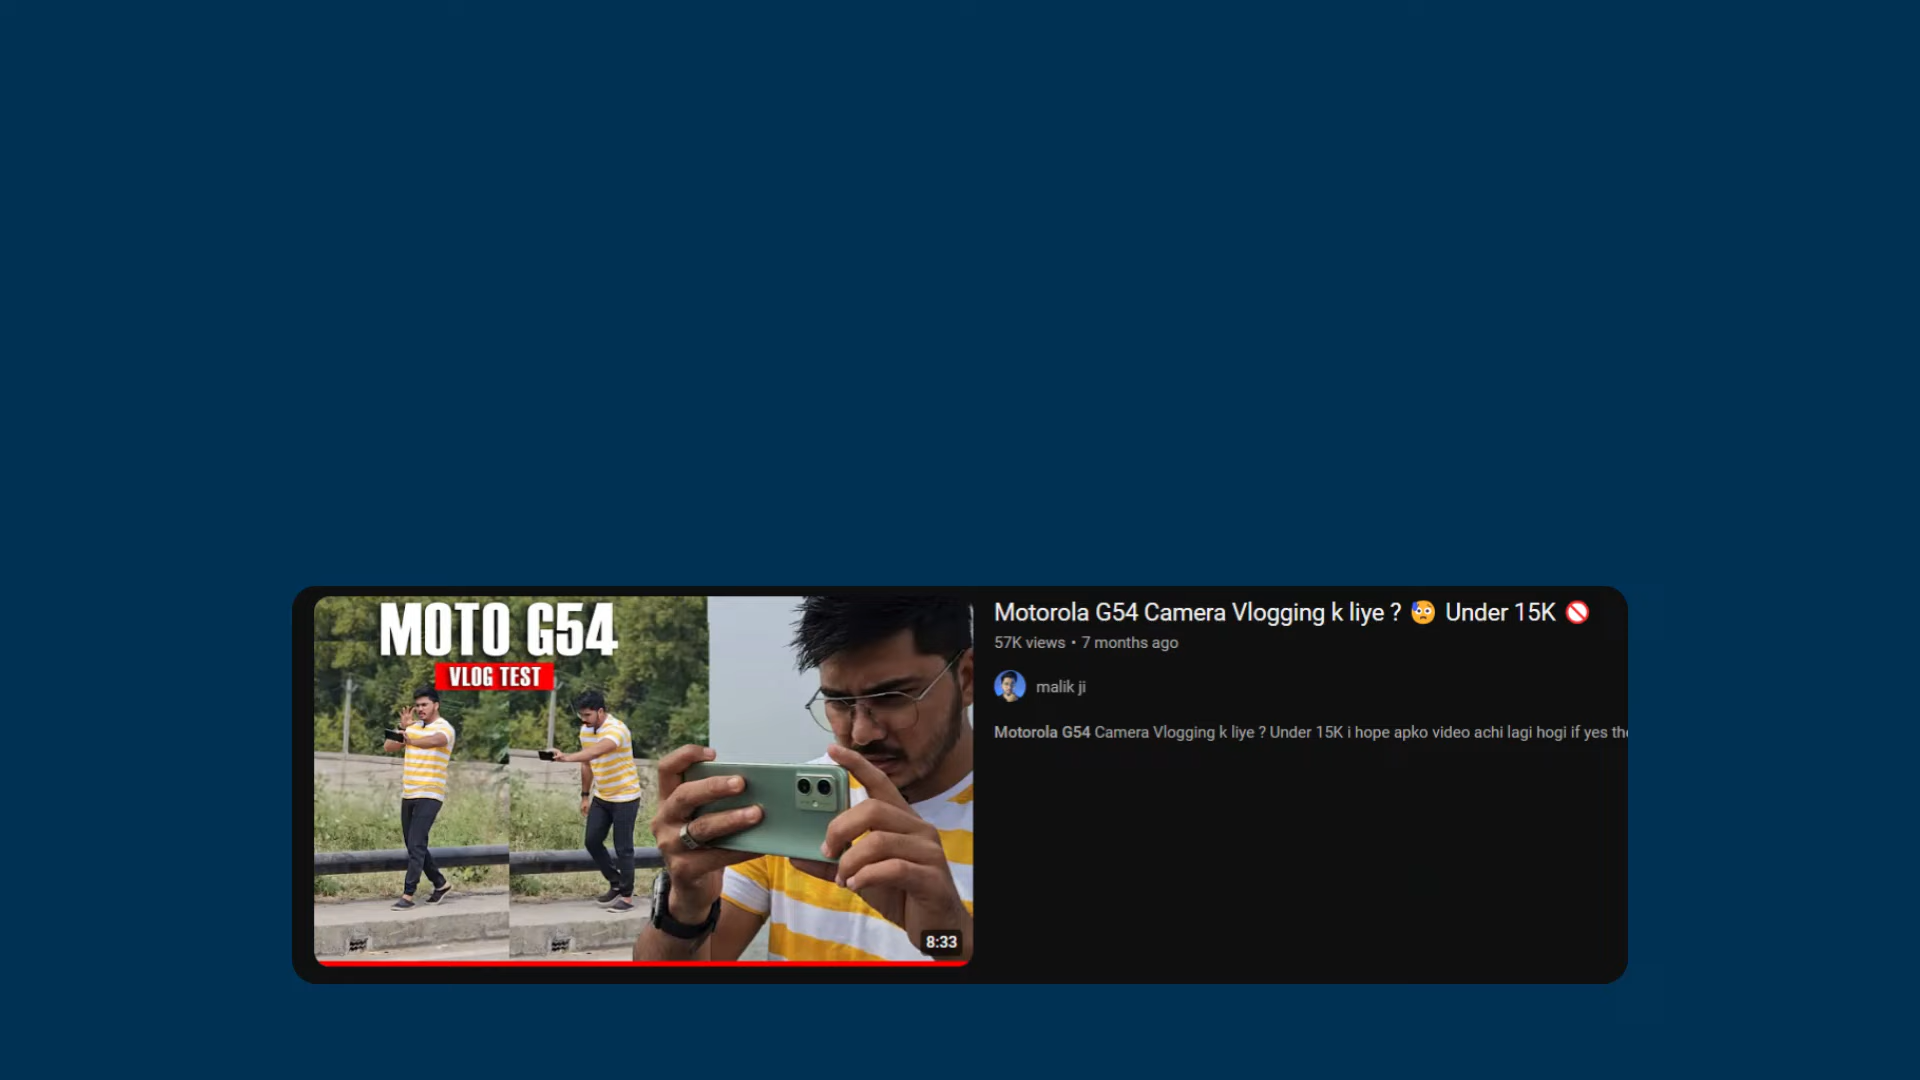 MOTO G54
VLOG TEST
8:33
Motorola G54 Camera Vlogging k liye ? 😓 Under 15K 🚫
57K views • 7 months ago
malik ji
Motorola G54 Camera Vlogging k liye ? Under 15K i hope apko video achi lagi hogi if yes the